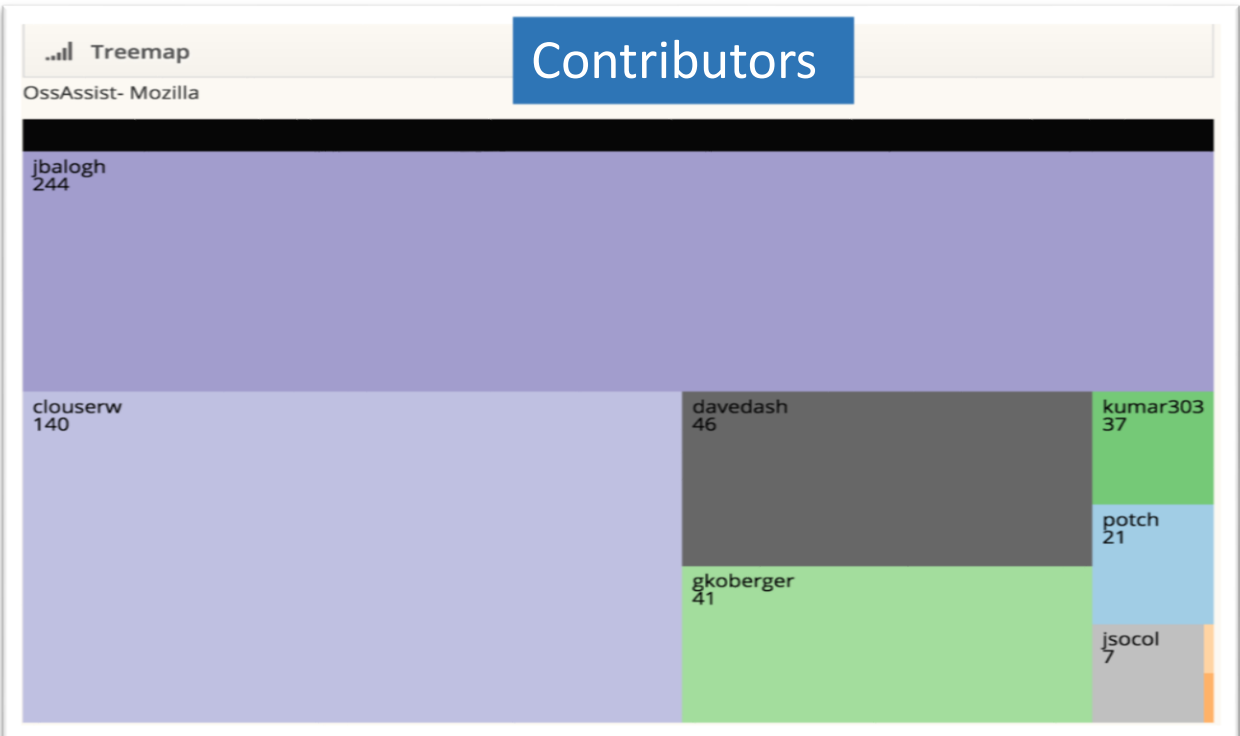 Treemap
Contributors
OssAssist- Mozilla
jbalogh
244
clouserw
140
davedash
46
kumar303
37
potch
21
gkoberger
41
jsocol
7